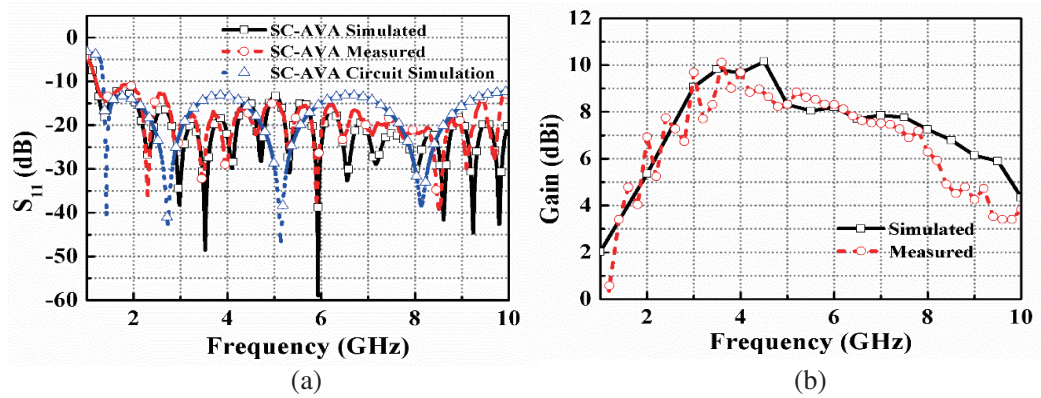 SC-AVA Simulated
SC-AVA Measured
SC-AVA Circuit Simulation
0
-10
-20
-30
-40
-50
-60
S11 (dB)
2 4 6 8 10
Frequency (GHz)
(a)
12
10
8
6
4
2
0
Gain (dBi)
Simulated
Measured
2 4 6 8 10
Frequency (GHz)
(b)